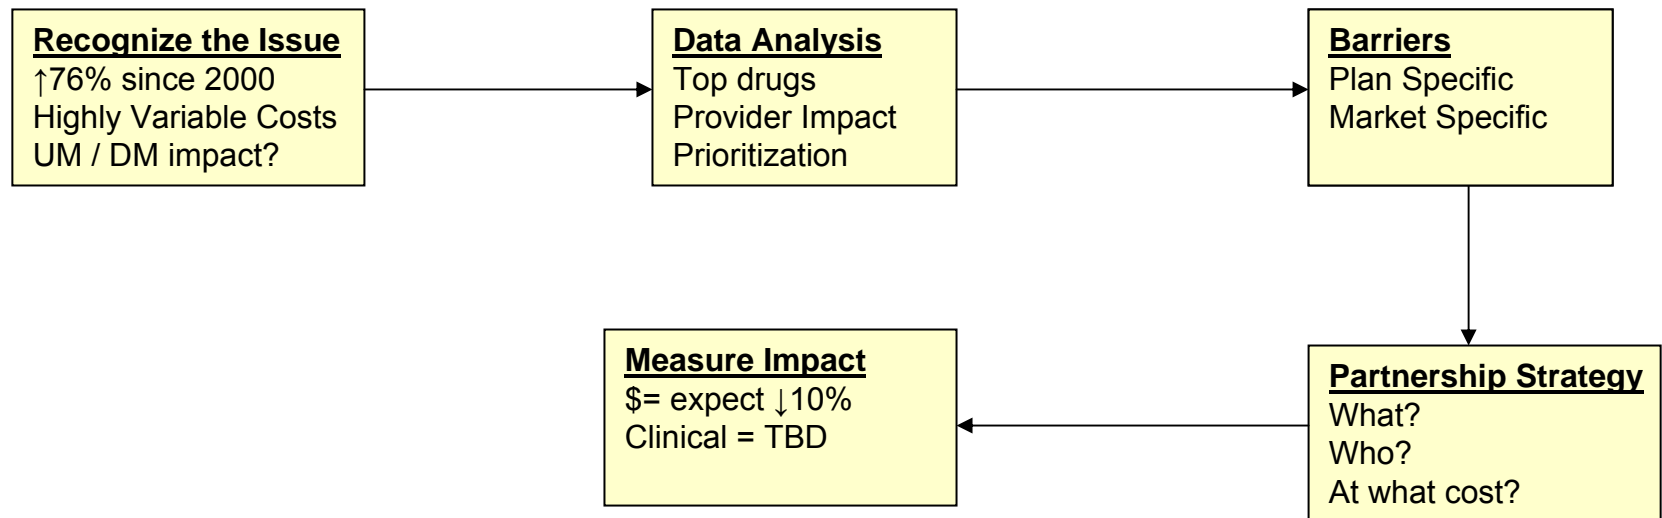 Recognize the Issue
↑76% since 2000
Highly Variable Costs
UM / DM impact?
Data Analysis
Top drugs
Provider Impact
Prioritization
Barriers
Plan Specific
Market Specific
Partnership Strategy
What?
Who?
At what cost?
Measure Impact
$= expect ↓10%
Clinical = TBD